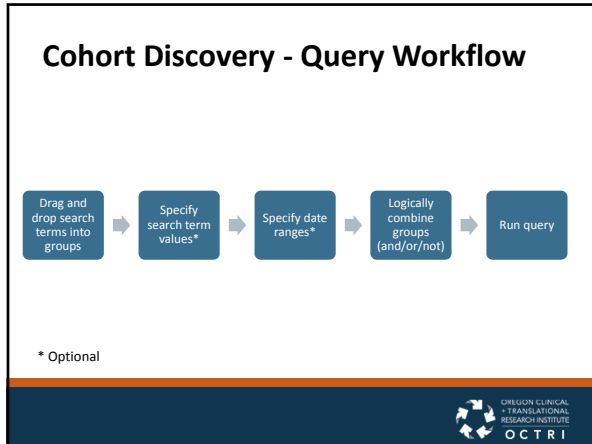 Cohort Discovery - Query Workflow
Drag and
drop search
terms into
groups
Specify
search term
values*
Specify date
ranges*
Logically
combine
groups
(and/or/not)
Run query
* Optional
OREGON CLINICAL
+ TRANSLATIONAL
RESEARCH INSTITUTE
OCTRI